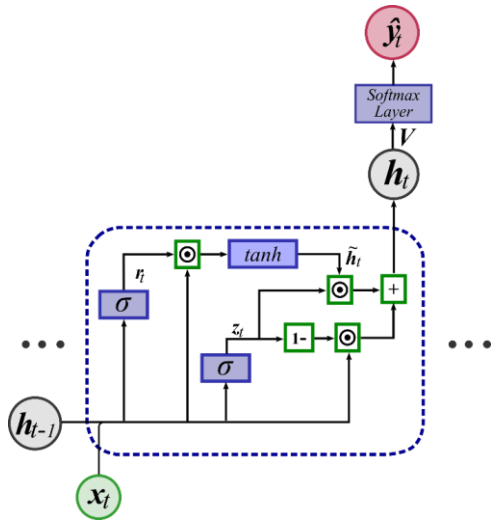 ŷₜ
Softmax
Layer
V
hₜ
⊙
tanh
h̃ₜ
rₜ
σ
⊙
+
zₜ
1-
⊙
σ
hₜ₋₁
xₜ